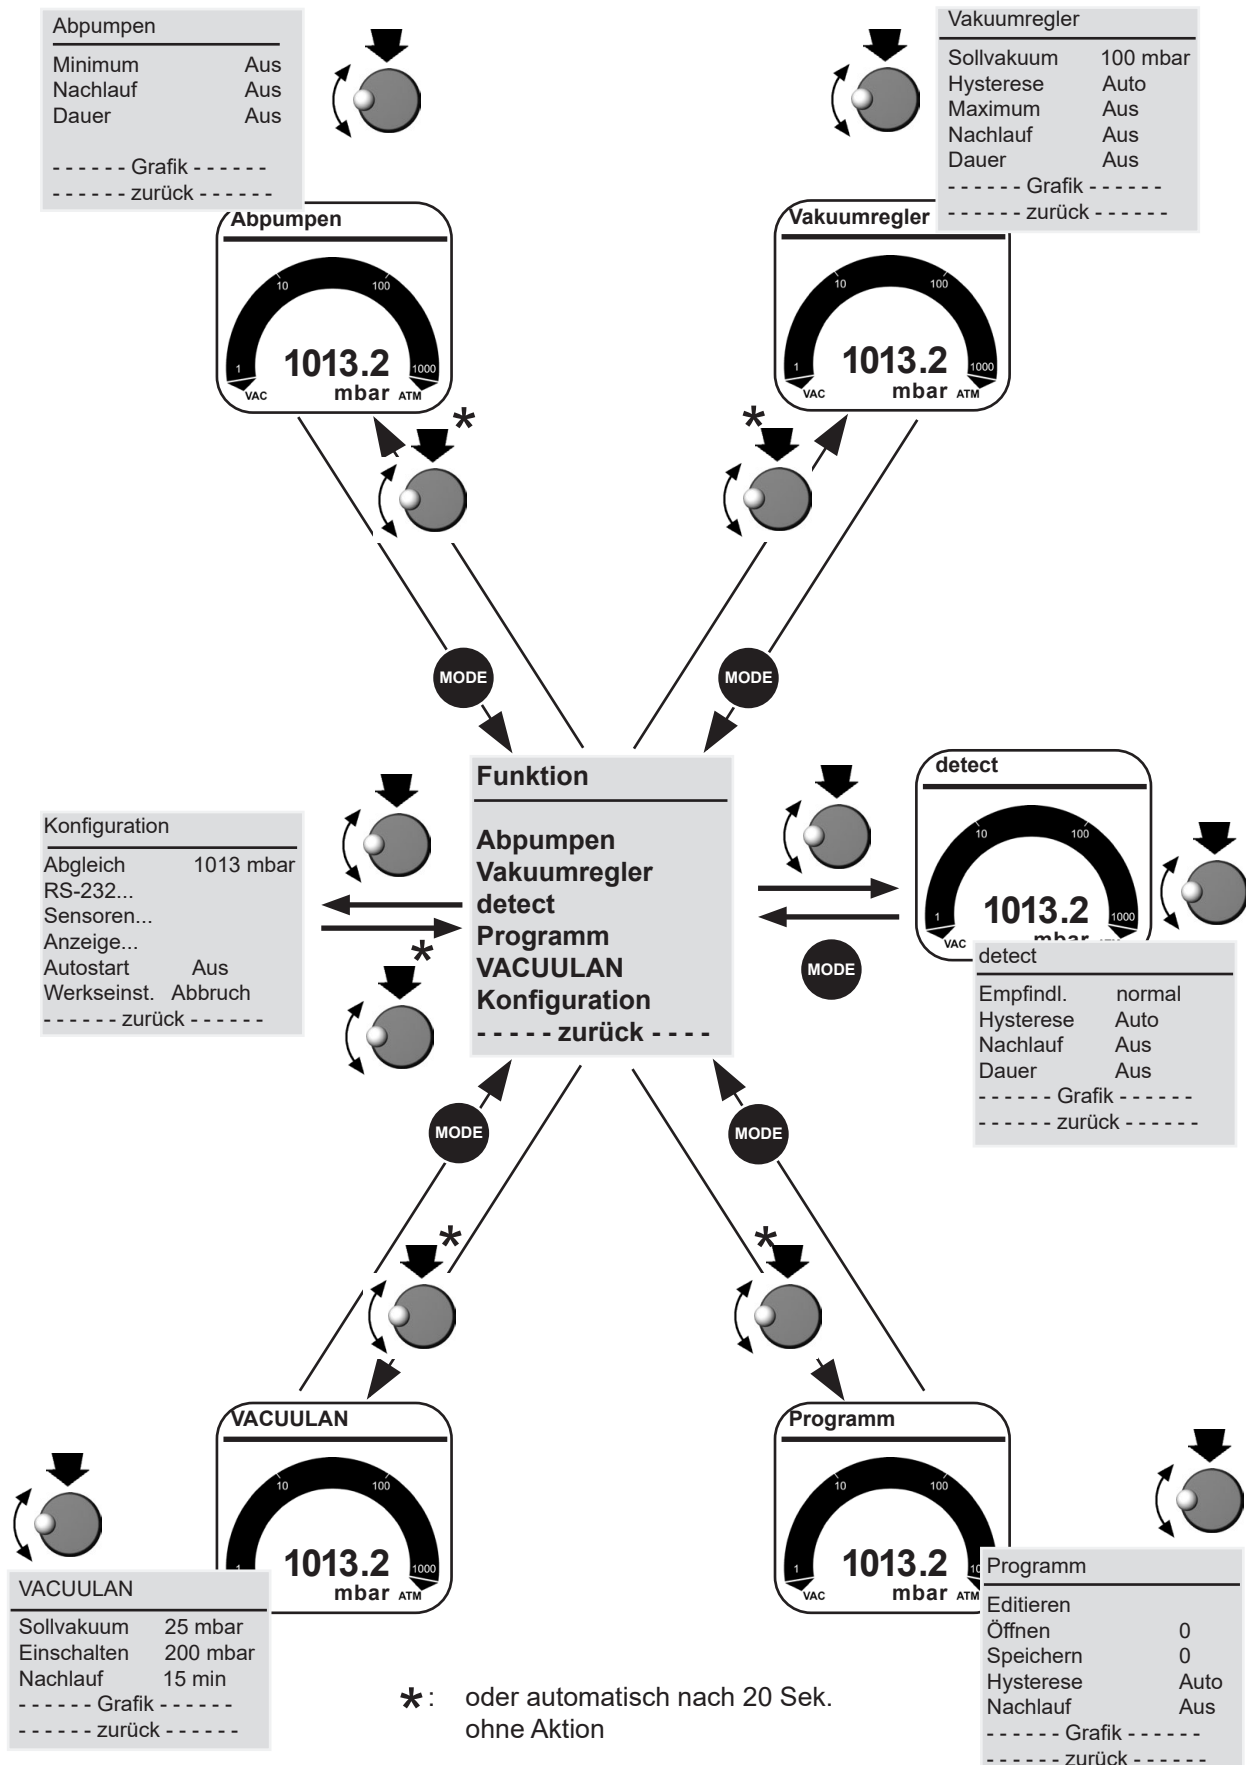 Abpumpen
Minimum Aus
Nachlauf Aus
Dauer Aus
- - - - - - Grafik - - - - - -
- - - - - - zurück - - - - - -
Abpumpen
10 100
1 1000
1013.2
VAC mbar ATM
*
Vakuumregler
Sollvakuum 100 mbar
Hysterese Auto
Maximum Aus
Nachlauf Aus
Dauer Aus
- - - - - - Grafik - - - - - -
- - - - - - zurück - - - - - -
Vakuumregler
10 100
1 1000
1013.2
VAC mbar ATM
*
MODE
MODE
Konfiguration
Abgleich 1013 mbar
RS-232...
Sensoren...
Anzeige...
Autostart Aus
Werkseinst. Abbruch
- - - - - - zurück - - - - - -
*
Funktion
Abpumpen
Vakuumregler
detect
Programm
VACUULAN
Konfiguration
- - - - - zurück - - - -
MODE
detect
10 100
1 1000
1013.2
VAC mbar ATM
detect
Empfindl. normal
Hysterese Auto
Nachlauf Aus
Dauer Aus
- - - - - - Grafik - - - - - -
- - - - - - zurück - - - - - -
MODE
MODE
*
*
VACUULAN
10 100
1 1000
1013.2
mbar ATM
VACUULAN
Sollvakuum 25 mbar
Einschalten 200 mbar
Nachlauf 15 min
- - - - - - Grafik - - - - - -
- - - - - - zurück - - - - - -
Programm
10 100
1 10
1013.2
VAC mbar ATM
Programm
Editieren
Öffnen 0
Speichern 0
Hysterese Auto
Nachlauf Aus
- - - - - - Grafik - - - - - -
- - - - - - zurück - - - - - -
* : oder automatisch nach 20 Sek.
ohne Aktion